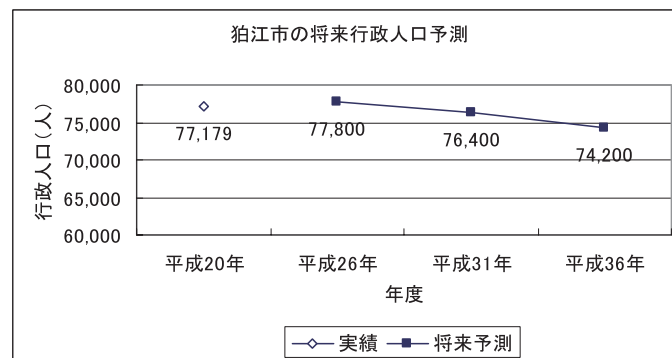 狛江市の将来行政人口予測
行政人口(人)
80,000
75,000
70,000
65,000
60,000
77,179
77,800
76,400
74,200
平成20年
平成26年
平成31年
平成36年
年度
実績
将来予測